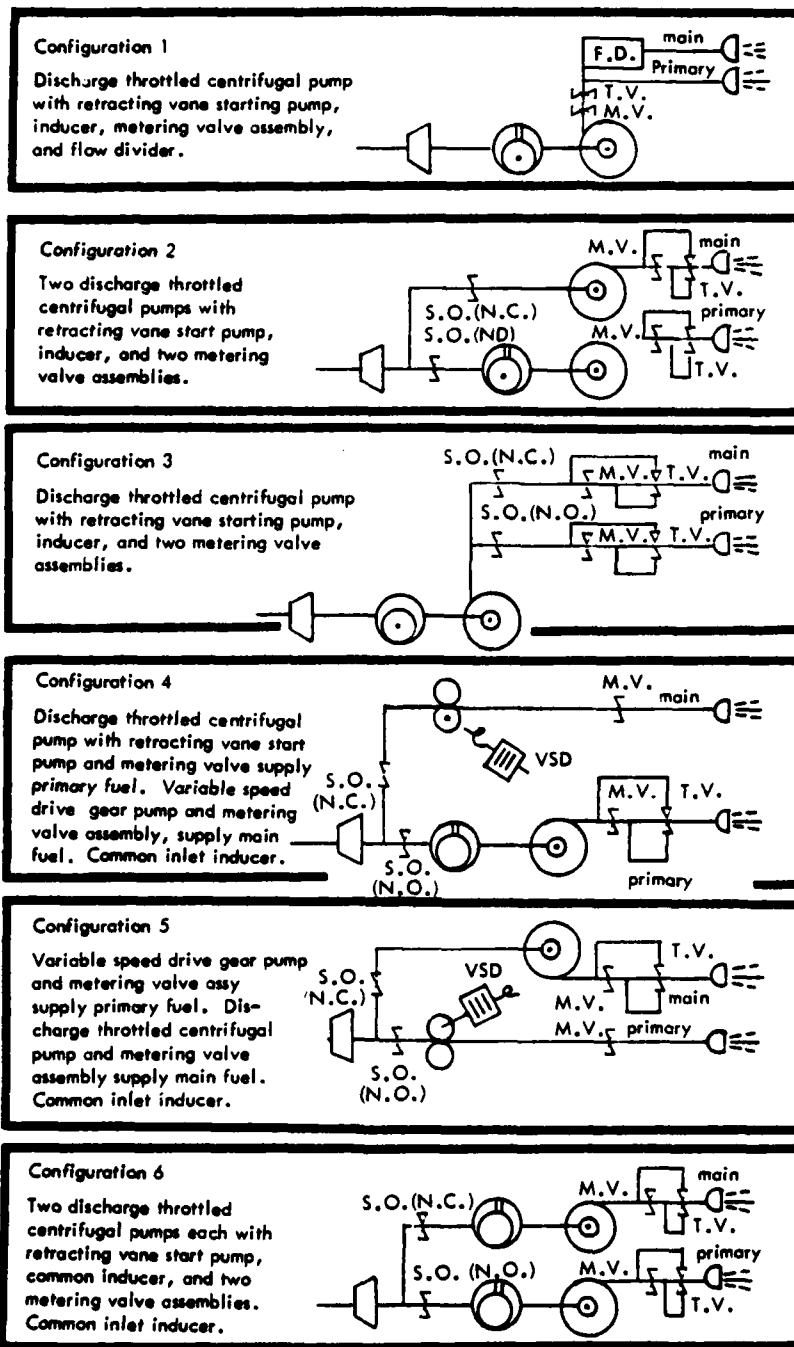 Configuration 1
Discharge throttled centrifugal pump
with retracting vane starting pump,
inducer, metering valve assembly,
and flow divider.
F.D.
main
Primary
T.V.
M.V.
Configuration 2
Two discharge throttled
centrifugal pumps with
retracting vane start pump,
inducer, and two metering
valve assemblies.
M.V.
main
T.V.
S.O.(N.C.)
S.O.(ND)
M.V.
primary
T.V.
Configuration 3
Discharge throttled centrifugal pump
with retracting vane starting pump,
inducer, and two metering valve
assemblies.
S.O.(N.C.)
main
M.V. T.V.
S.O.(N.O.)
primary
M.V. T.V.
Configuration 4
Discharge throttled centrifugal
pump with retracting vane start
pump and metering valve supply
primary fuel. Variable speed
drive gear pump and metering
valve assembly, supply main
fuel. Common inlet inducer.
M.V.
main
VSD
S.O.
(N.C.)
M.V. T.V.
S.O.
(N.O.)
primary
Configuration 5
Variable speed drive gear pump
and metering valve assy
supply primary fuel. Dis-
charge throttled centrifugal
pump and metering valve
assembly supply main fuel.
Common inlet inducer.
S.O.
(N.C.)
VSD
T.V.
M.V. main
M.V. primary
S.O.
(N.O.)
Configuration 6
Two discharge throttled
centrifugal pumps each with
retracting vane start pump,
common inducer, and two
metering valve assemblies.
Common inlet inducer.
S.O.(N.C.)
M.V.
main
T.V.
S.O. (N.O.)
M.V.
primary
T.V.